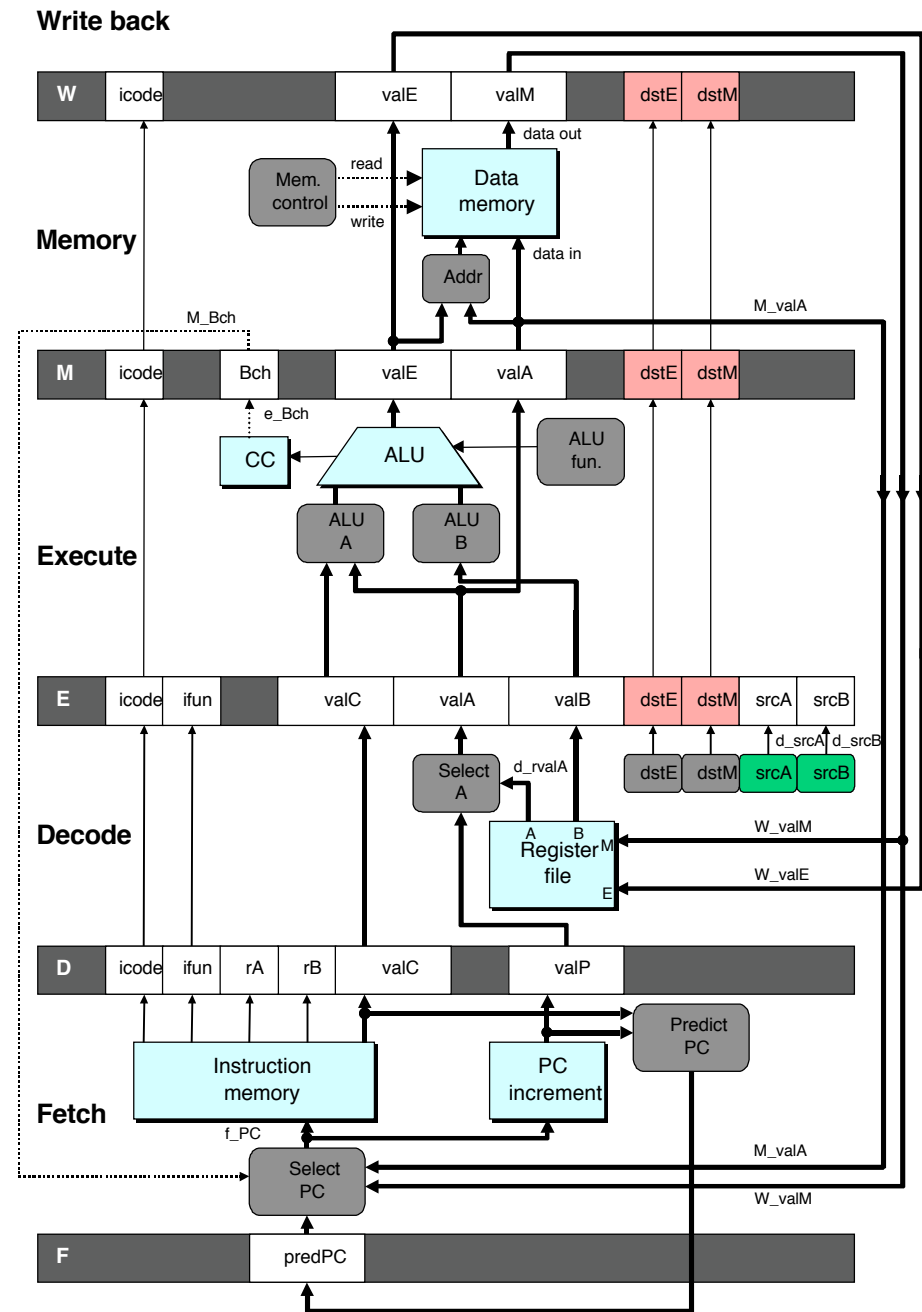 Write back
W icode valE valM dstE dstM
data out
read
Mem.
control
Data
memory
write
Memory
data in
Addr
M_valA
M_Bch
M icode Bch valE valA dstE dstM
e_Bch
CC
ALU
ALU
fun.
ALU
A
ALU
B
Execute
E icode ifun valC valA valB dstE dstM srcA srcB
d_srcA d_srcB
Select
A
d_rvalA
dstE dstM srcA srcB
Decode
A B
Register
file
M
E
W_valM
W_valE
D icode ifun rA rB valC valP
Predict
PC
Instruction
memory
PC
increment
Fetch
f_PC
Select
PC
M_valA
W_valM
F predPC